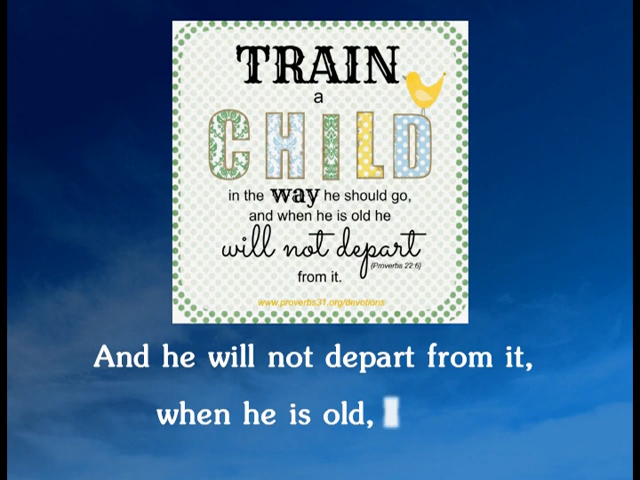 TRAIN
a
CHILD
in the way he should go,
and when he is old he
will not depart
(Proverbs 22:6)
from it.
www.proverbs31.org/devotions
And he will not depart from it,
when he is old,